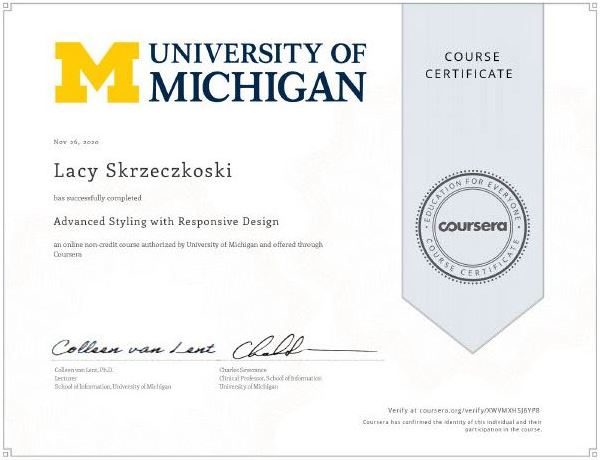 UNIVERSITY OF
MICHIGAN
COURSE
CERTIFICATE
Nov 26, 2020
Lacy Skrzeczkoski
has successfully completed
Advanced Styling with Responsive Design
an online non-credit course authorized by University of Michigan and offered through
Coursera
EDUCATION FOR EVERYONE
coursera
COURSE CERTIFICATE
Colleen van Lent
Colleen van Lent, Ph.D.
Lecturer
School of Information, University of Michigan
Charles Severance
Clinical Professor, School of Information
University of Michigan
Verify at coursera.org/verify/XWVMXHSJ6YPB
Coursera has confirmed the identity of this individual and their
participation in the course.